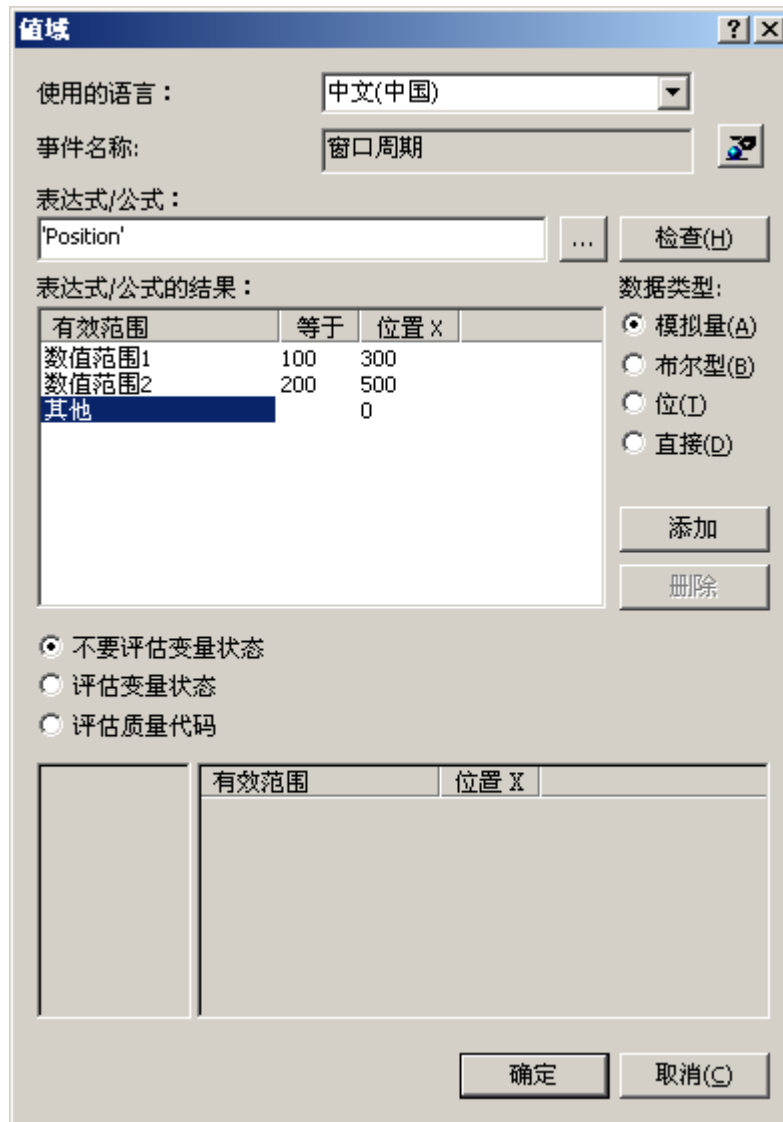 值域
使用的语言：
中文(中国)
事件名称:
窗口周期
表达式/公式：
'Position'
...
检查(H)
表达式/公式的结果：
数据类型:
有效范围 等于 位置 X
数值范围1 100 300
数值范围2 200 500
其他 0
模拟量(A)
布尔型(B)
位(T)
直接(D)
添加
删除
不要评估变量状态
评估变量状态
评估质量代码
有效范围 位置 X
确定
取消(C)